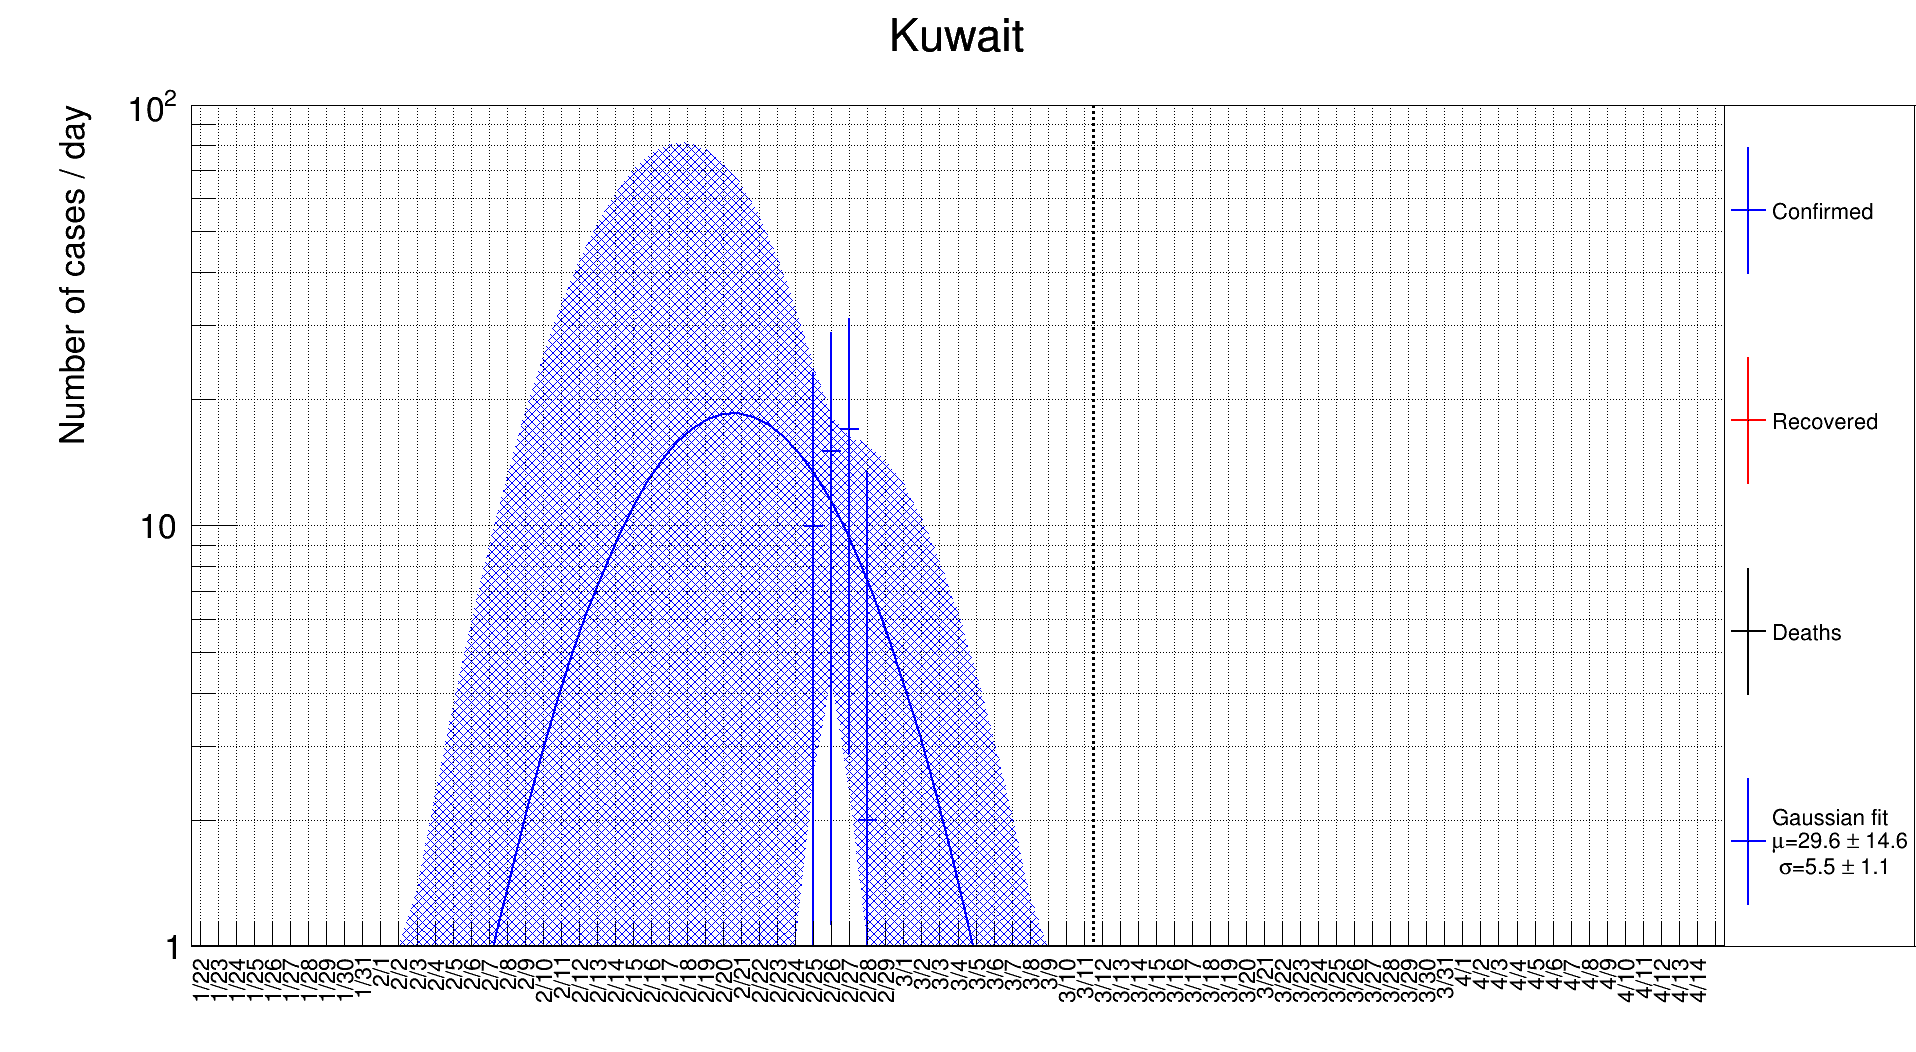 Kuwait
Number of cases / day
10²
10
1
1/22 1/23 1/24 1/25 1/26 1/27 1/28 1/29 1/30 1/31 2/1 2/2 2/3 2/4 2/5 2/6 2/7 2/8 2/9 2/10 2/11 2/12 2/13 2/14 2/15 2/16 2/17 2/18 2/19 2/20 2/21 2/22 2/23 2/24 2/25 2/26 2/27 2/28 2/29 3/1 3/2 3/3 3/4 3/5 3/6 3/7 3/8 3/9 3/10 3/11 3/12 3/13 3/14 3/15 3/16 3/17 3/18 3/19 3/20 3/21 3/22 3/23 3/24 3/25 3/26 3/27 3/28 3/29 3/30 3/31 4/1 4/2 4/3 4/4 4/5 4/6 4/7 4/8 4/9 4/10 4/11 4/12 4/13 4/14
Confirmed
Recovered
Deaths
Gaussian fit
μ=29.6 ± 14.6
σ=5.5 ± 1.1